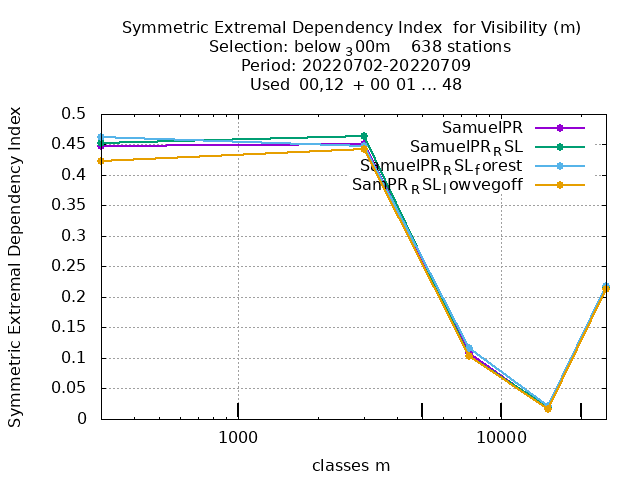 Symmetric Extremal Dependency Index for Visibility (m)
Selection: below ₃00m 638 stations
Period: 20220702-20220709
Used 00,12 + 00 01 ... 48
Symmetric Extremal Dependency Index
0.5
0.45
0.4
0.35
0.3
0.25
0.2
0.15
0.1
0.05
0
SamuelPR
SamuelPR_RSL
SamuelPR_RSL_forest
SamPR_RSL_lowvegoff
1000
10000
classes m